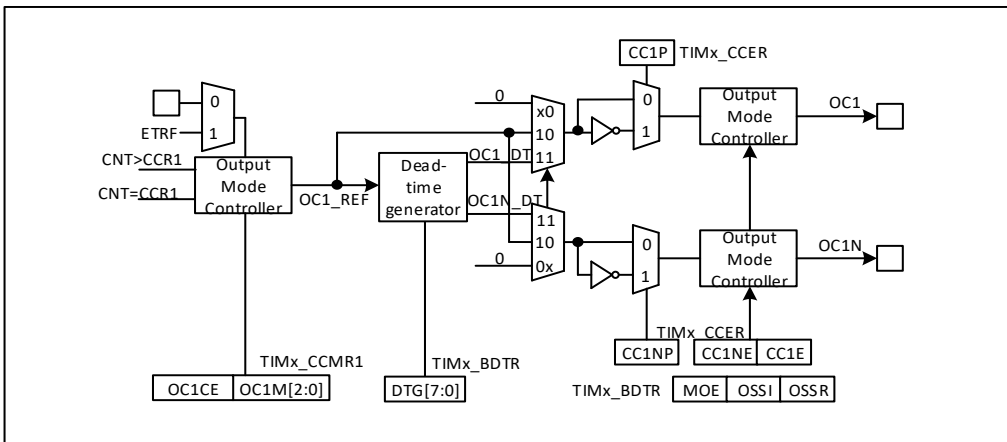 CC1P TIMx_CCER
0
ETRF 1
CNT>CCR1
CNT=CCR1
Output
Mode
Controller
OC1_REF
Dead-
time
generator
OC1_DT
OC1N_DT
0
x0
10
11
11
10
0x
0
0
1
0
1
Output
Mode
Controller
OC1
Output
Mode
Controller
OC1N
TIMx_CCMR1
OC1CE OC1M[2:0]
TIMx_BDTR
DTG[7:0]
TIMx_CCER
CC1NP CC1NE CC1E
TIMx_BDTR MOE OSSI OSSR